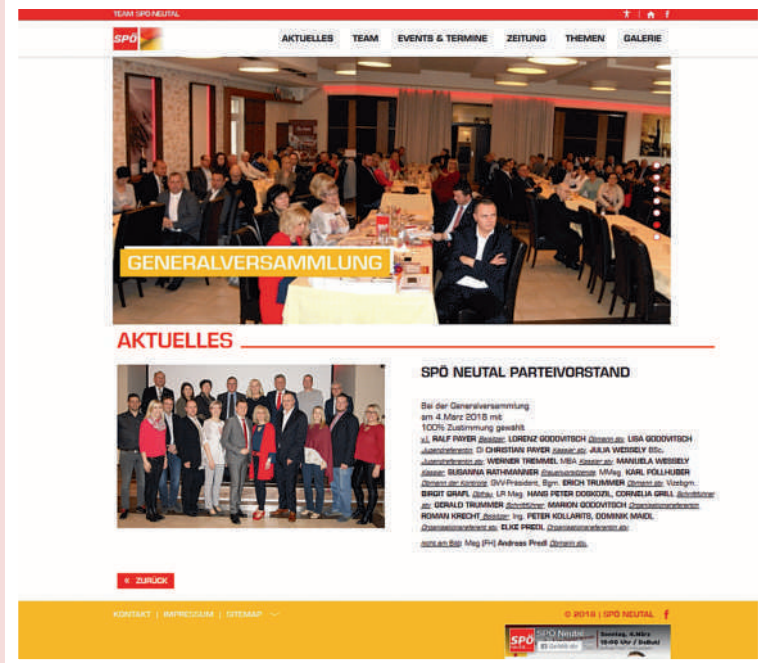 TEAM SPÖ NEUTAL
SPÖ
AKTUELLES TEAM EVENTS & TERMINE ZEITUNG THEMEN GALERIE
GENERALVERSAMMLUNG
AKTUELLES
SPÖ NEUTAL PARTEIVORSTAND
Bei der Generalversammlung
am 4.März 2018 mit
100% Zustimmung gewählt
v.l. RALF PAYER Beisitzer, LORENZ GODOVITSCH Obmann stv. LISA GODOVITSCH
Jugendreferentin, DI CHRISTIAN PAYER Kassier stv. JULIA WESSELY BSc.
Jugendreferentin stv. WERNER TREMMEL MBA Kassier stv. MANUELA WESSELY
Kassier SUSANNA RATHMANNER Frauenvorsitzende, MMag. KARL PÖLLHUBER
Obmann der Kontrolle, GVV-Präsident, Bgm. ERICH TRUMMER Obmann stv. Vizebgm.
BIRGIT GRAFL Obfrau, LR Mag. HANS PETER DOSKOZIL, CORNELIA GRILL Schriftführer
stv. GERALD TRUMMER Schriftführer, MARION GODOVITSCH Organisationsreferentin
ROMAN KRECHT Beisitzer, Ing. PETER KOLLARITS, DOMINIK MAIDL
Organisationsreferent stv. ELKE PREDL Organisationsreferentin stv.
nicht am Bild: Mag.(FH) Andreas Predl Obmann stv.
« ZURÜCK
KONTAKT | IMPRESSUM | SITEMAP
© 2018 | SPÖ NEUTAL
SPÖ
SPÖ Neutal
Sonntag, 4.März